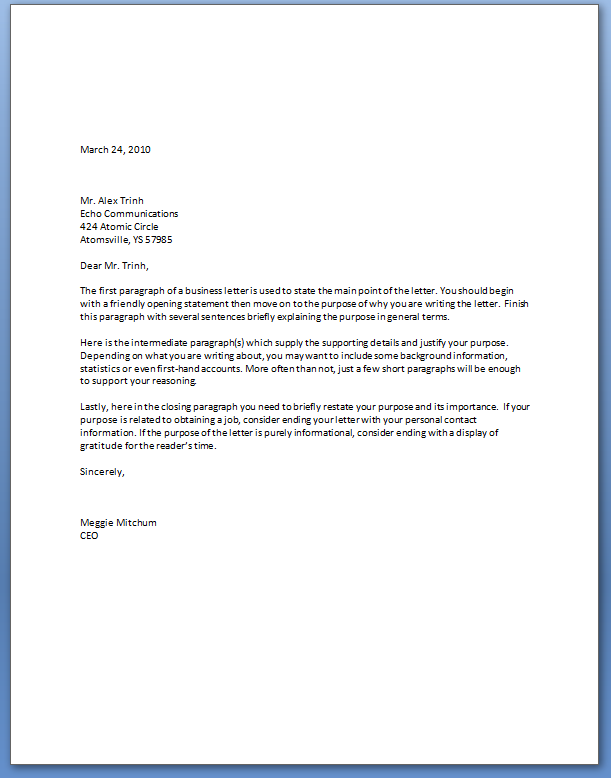 March 24, 2010
Mr. Alex Trinh
Echo Communications
424 Atomic Circle
Atomsville, YS 57985
Dear Mr. Trinh,
The first paragraph of a business letter is used to state the main point of the letter. You should begin
with a friendly opening statement then move on to the purpose of why you are writing the letter. Finish
this paragraph with several sentences briefly explaining the purpose in general terms.
Here is the intermediate paragraph(s) which supply the supporting details and justify your purpose.
Depending on what you are writing about, you may want to include some background information,
statistics or even first-hand accounts. More often than not, just a few short paragraphs will be enough
to support your reasoning.
Lastly, here in the closing paragraph you need to briefly restate your purpose and its importance. If your
purpose is related to obtaining a job, consider ending your letter with your personal contact
information. If the purpose of the letter is purely informational, consider ending with a display of
gratitude for the reader's time.
Sincerely,
Meggie Mitchum
CEO